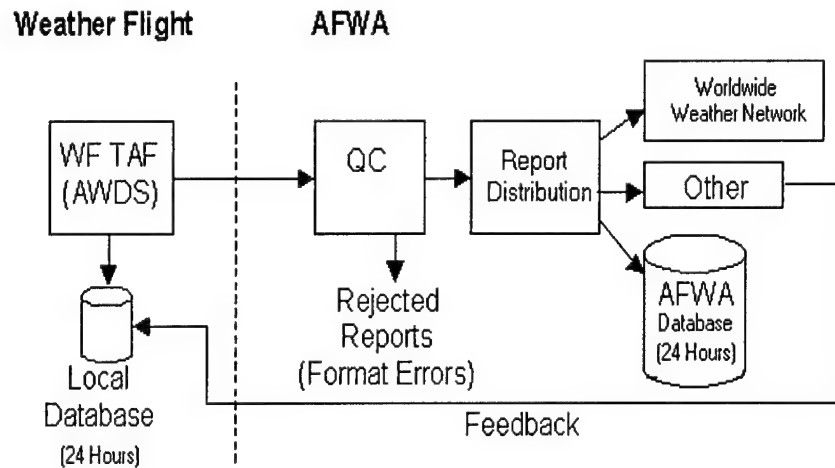 Weather Flight
AFWA
WF TAF
(AWDS)
QC
Report
Distribution
Worldwide
Weather Network
Other
AFWA
Database
(24 Hours)
Rejected
Reports
(Format Errors)
Local
Database
(24 Hours)
Feedback